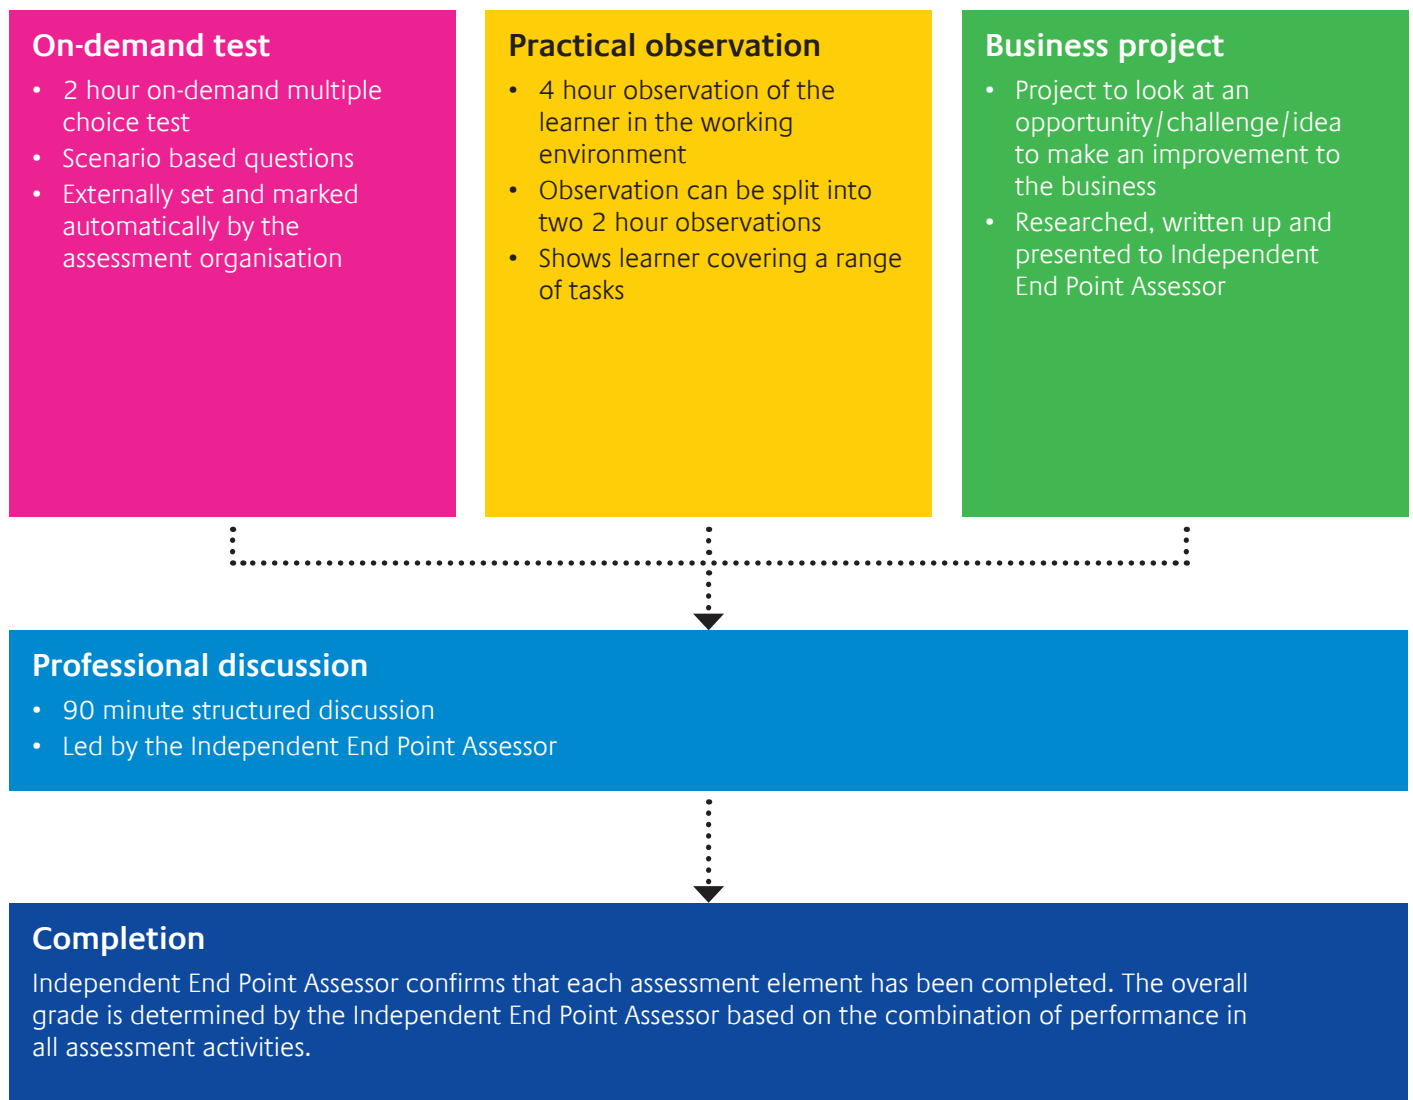 On-demand test
• 2 hour on-demand multiple
choice test
• Scenario based questions
• Externally set and marked
automatically by the
assessment organisation
Practical observation
• 4 hour observation of the
learner in the working
environment
• Observation can be split into
two 2 hour observations
• Shows learner covering a range
of tasks
Business project
• Project to look at an
opportunity/challenge/idea
to make an improvement to
the business
• Researched, written up and
presented to Independent
End Point Assessor
Professional discussion
• 90 minute structured discussion
• Led by the Independent End Point Assessor
Completion
Independent End Point Assessor confirms that each assessment element has been completed. The overall
grade is determined by the Independent End Point Assessor based on the combination of performance in
all assessment activities.